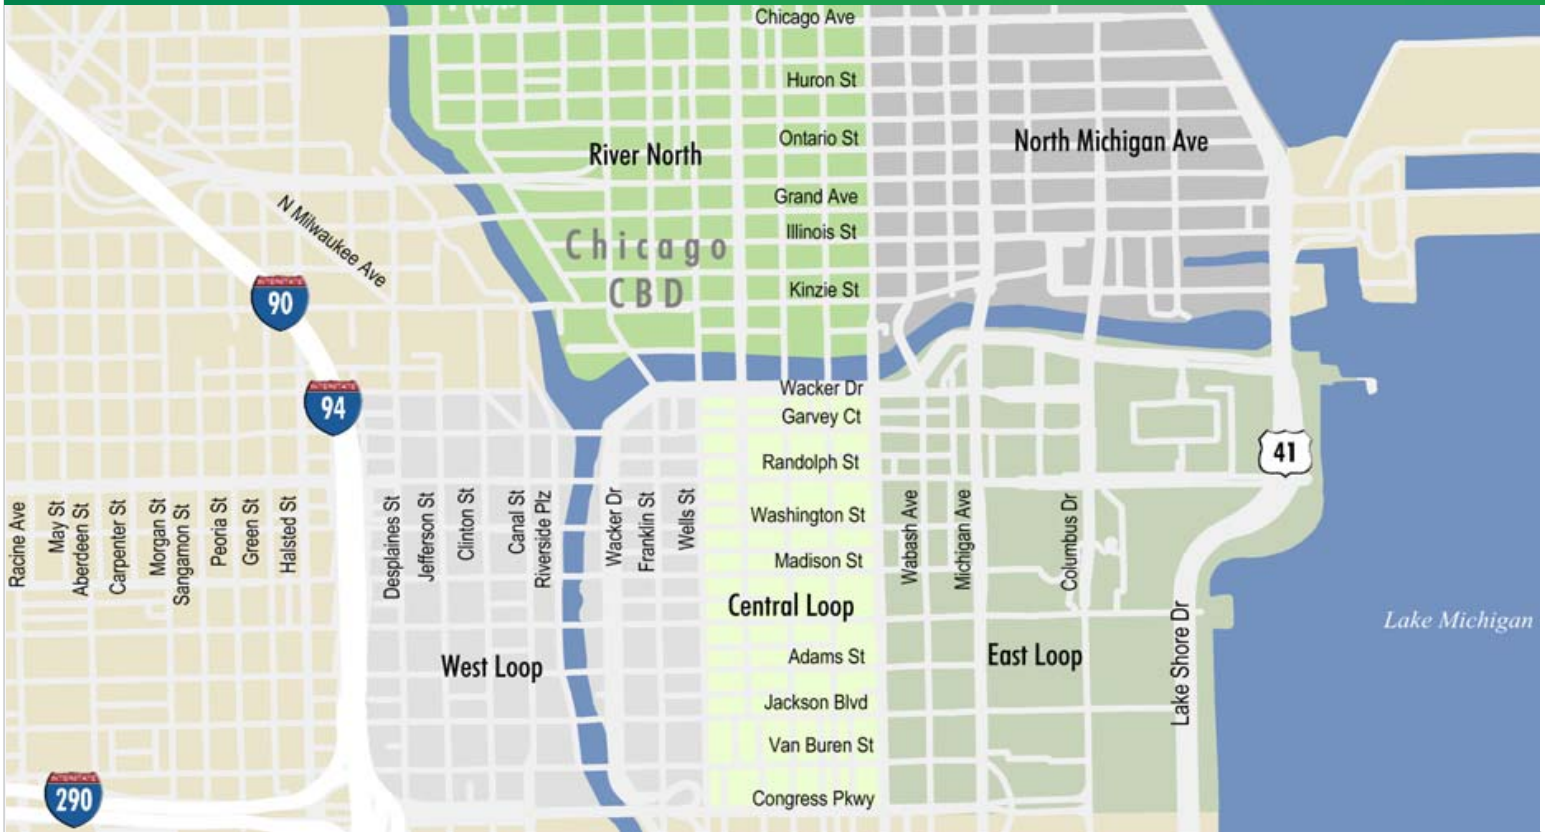 Chicago Ave
Huron St
Ontario St
North Michigan Ave
River North
Grand Ave
N Milwaukee Ave
Illinois St
Chicago
CBD
Kinzie St
INTERSTATE
90
INTERSTATE
94
Wacker Dr
Garvey Ct
Randolph St
41
Racine Ave
May St
Aberdeen St
Carpenter St
Morgan St
Sangamon St
Peoria St
Green St
Halsted St
Desplaines St
Jefferson St
Clinton St
Canal St
Riverside Plz
Wacker Dr
Franklin St
Wells St
Washington St
Madison St
Wabash Ave
Michigan Ave
Columbus Dr
Central Loop
Lake Michigan
Lake Shore Dr
West Loop
Adams St
East Loop
Jackson Blvd
Van Buren St
INTERSTATE
290
Congress Pkwy